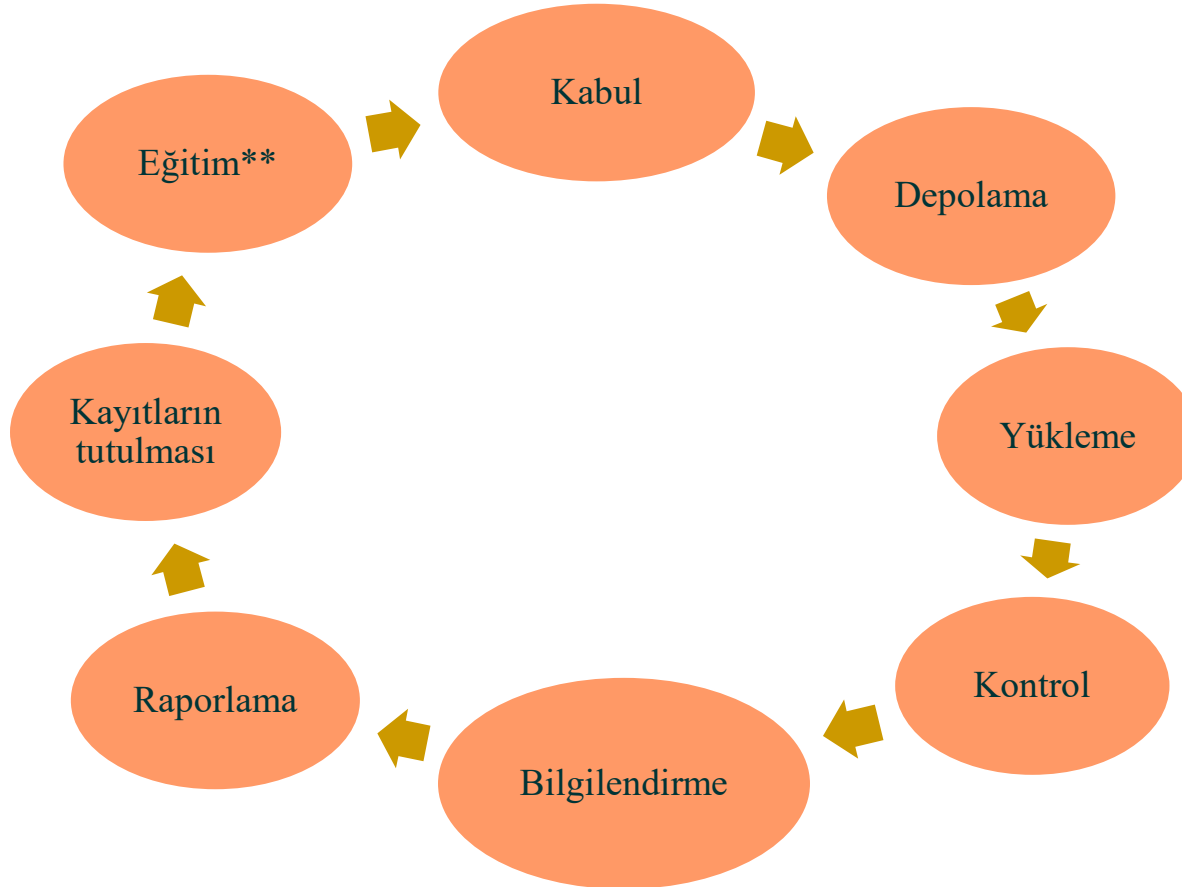 Kabul
Depolama
Yükleme
Kontrol
Bilgilendirme
Raporlama
Kayıtların
tutulması
Eğitim**